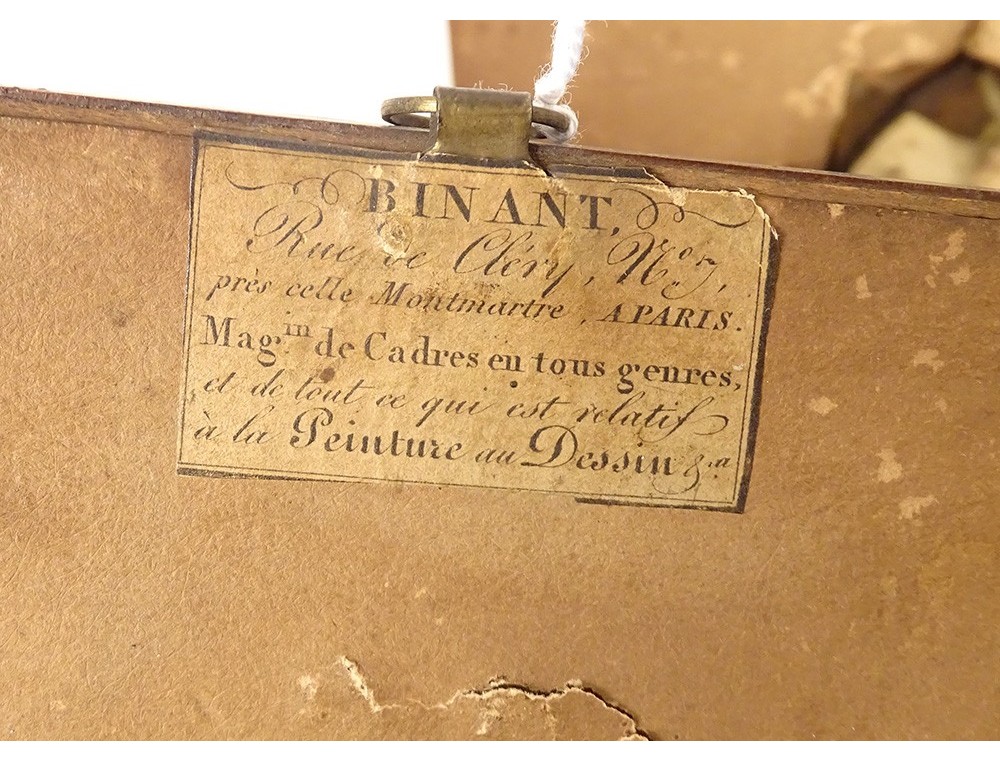 BINANT,
Rue de Cléry, N.º 7,
près celle Montmartre, A PARIS.
Mag.in de Cadres en tous genres,
et de tout ce qui est relatif
à la Peinture au Dessin &.a